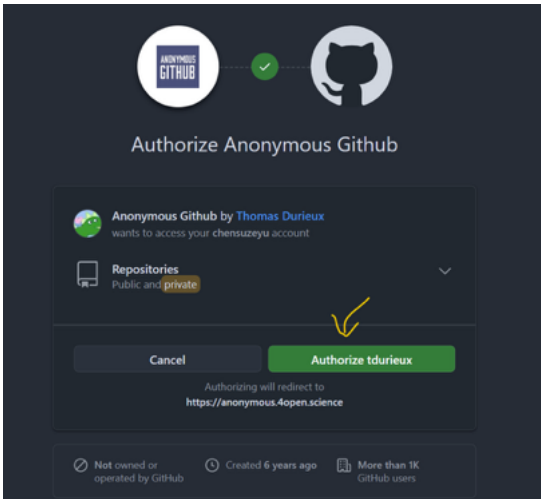 ANONYMOUS
GITHUB
Authorize Anonymous Github
Anonymous Github by Thomas Durieux
wants to access your chensuzeyu account
Repositories
Public and private
Cancel
Authorize tdurieux
Authorizing will redirect to
https://anonymous.4open.science
Not owned or
operated by GitHub
Created 6 years ago
More than 1K
GitHub users